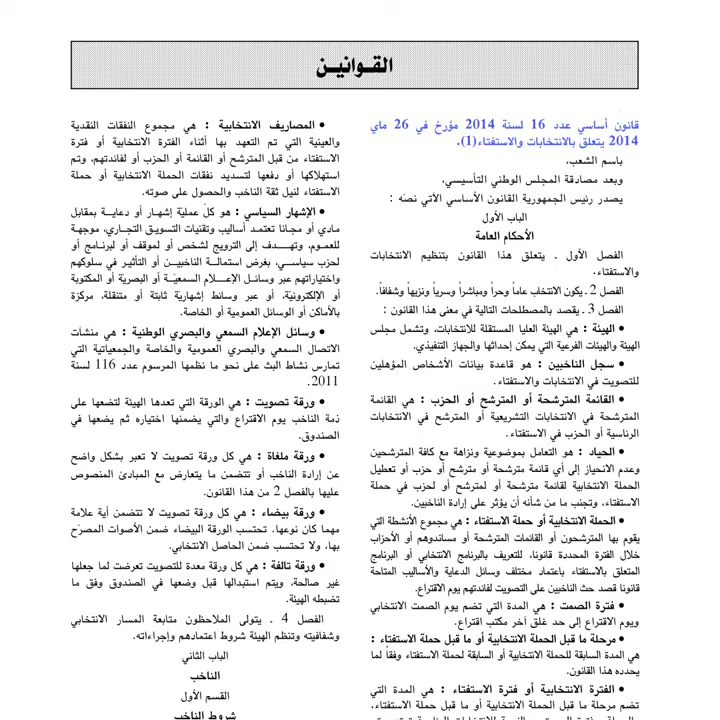 القـوانيـن
قانون أساسي عدد 16 لسنة 2014 مؤرخ في 26 ماي
2014 يتعلق بالانتخابات والاستفتاء(1).
باسم الشعب،
وبعد مصادقة المجلس الوطني التأسيسي،
يصدر رئيس الجمهورية القانون الأساسي الآتي نصّه :
الباب الأول
الأحكام العامة
الفصل الأول ـ يتعلق هذا القانون بتنظيم الانتخابات
والاستفتاء.
الفصل 2 ـ يكون الانتخاب عاماً وحراً ومباشراً وسرياً ونزيهاً وشفافاً.
الفصل 3 ـ يقصد بالمصطلحات التالية في معنى هذا القانون :
• الهيئة : هي الهيئة العليا المستقلة للانتخابات، وتشمل مجلس
الهيئة والهيئات الفرعية التي يمكن إحداثها والجهاز التنفيذي.
• سجل الناخبين : هو قاعدة بيانات الأشخاص المؤهلين
للتصويت في الانتخابات والاستفتاء.
• القائمة المترشحة أو المترشح أو الحزب : هي القائمة
المترشحة في الانتخابات التشريعية أو المترشح في الانتخابات
الرئاسية أو الحزب في الاستفتاء.
• الحياد : هو التعامل بموضوعية ونزاهة مع كافة المترشحين
وعدم الانحياز إلى أي قائمة مترشحة أو مترشح أو حزب أو تعطيل
الحملة الانتخابية لقائمة مترشحة أو لمترشح أو لحزب في حملة
الاستفتاء، وتجنب ما من شأنه أن يؤثر على إرادة الناخبين.
• الحملة الانتخابية أو حملة الاستفتاء : هي مجموع الأنشطة التي
يقوم بها المترشحون أو القائمات المترشحة أو مساندوهم أو الأحزاب
خلال الفترة المحددة قانونا، للتعريف بالبرنامج الانتخابي أو البرنامج
المتعلق بالاستفتاء باعتماد مختلف وسائل الدعاية والأساليب المتاحة
قانونا قصد حث الناخبين على التصويت لفائدتهم يوم الاقتراع.
• فترة الصمت : هي المدة التي تضم يوم الصمت الانتخابي
ويوم الاقتراع إلى حد غلق آخر مكتب اقتراع.
• مرحلة ما قبل الحملة الانتخابية أو ما قبل حملة الاستفتاء :
هي المدة السابقة للحملة الانتخابية أو السابقة لحملة الاستفتاء وفقاً لما
يحدده هذا القانون.
• الفترة الانتخابية أو فترة الاستفتاء : هي المدة التي
تضم مرحلة ما قبل الحملة الانتخابية أو ما قبل حملة الاستفتاء،
• المصاريف الانتخابية : هي مجموع النفقات النقدية
والعينية التي تم التعهد بها أثناء الفترة الانتخابية أو فترة
الاستفتاء من قبل المترشح أو القائمة أو الحزب أو لفائدتهم، وتم
استهلاكها أو دفعها لتسديد نفقات الحملة الانتخابية أو حملة
الاستفتاء لنيل ثقة الناخب والحصول على صوته.
• الإشهار السياسي : هو كلّ عمليّة إشهار أو دعاية بمقابل
مادي أو مجانا تعتمد أساليب وتقنيات التسويق التجاري، موجهة
للعموم، وتهـدف إلى الترويج لشخص أو لموقف أو لبرنامج أو
لحزب سياسي، بغرض استمالة الناخبين أو التأثير في سلوكهم
واختياراتهم عبر وسائل الإعلام السمعية أو البصرية أو المكتوبة
أو الإلكترونيّة، أو عبر وسائط إشهارية ثابتة أو متنقلة، مركزة
بالأماكن أو الوسائل العمومية أو الخاصة.
• وسائل الإعلام السمعي والبصري الوطنية : هي منشآت
الاتصال السمعي والبصري العمومية والخاصة والجمعياتية التي
تمارس نشاط البث على نحو ما نظمها المرسوم عدد 116 لسنة
2011.
• ورقة تصويت : هي الورقة التي تعدها الهيئة لتضعها على
ذمة الناخب يوم الاقتراع والتي يضمنها اختياره ثم يضعها في
الصندوق.
• ورقة ملغاة : هي كل ورقة تصويت لا تعبر بشكل واضح
عن إرادة الناخب أو تتضمن ما يتعارض مع المبادئ المنصوص
عليها بالفصل 2 من هذا القانون.
• ورقة بيضاء : هي كل ورقة تصويت لا تتضمن أية علامة
مهما كان نوعها. تحتسب الورقة البيضاء ضمن الأصوات المصرّح
بها، ولا تحتسب ضمن الحاصل الانتخابي.
• ورقة تالفة : هي كل ورقة معدة للتصويت تعرضت لما جعلها
غير صالحة، ويتم استبدالها قبل وضعها في الصندوق وفق ما
تضبطه الهيئة.
الفصل 4 ـ يتولى الملاحظون متابعة المسار الانتخابي
وشفافيته وتنظم الهيئة شروط اعتمادهم وإجراءاته.
الباب الثاني
الناخب
القسم الأول
شروط الناخب